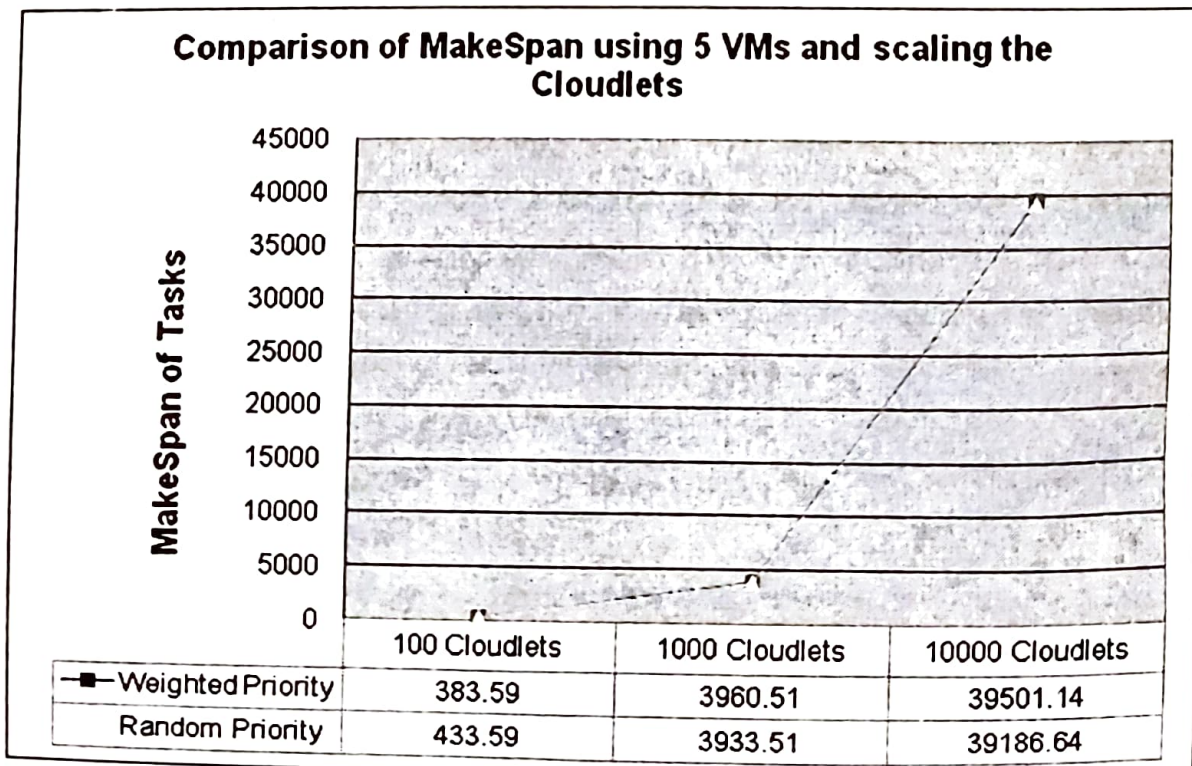 Comparison of MakeSpan using 5 VMs and scaling the
Cloudlets
MakeSpan of Tasks
45000
40000
35000
30000
25000
20000
15000
10000
5000
0
100 Cloudlets 1000 Cloudlets 10000 Cloudlets
Weighted Priority 383.59 3960.51 39501.14
Random Priority 433.59 3933.51 39186.64